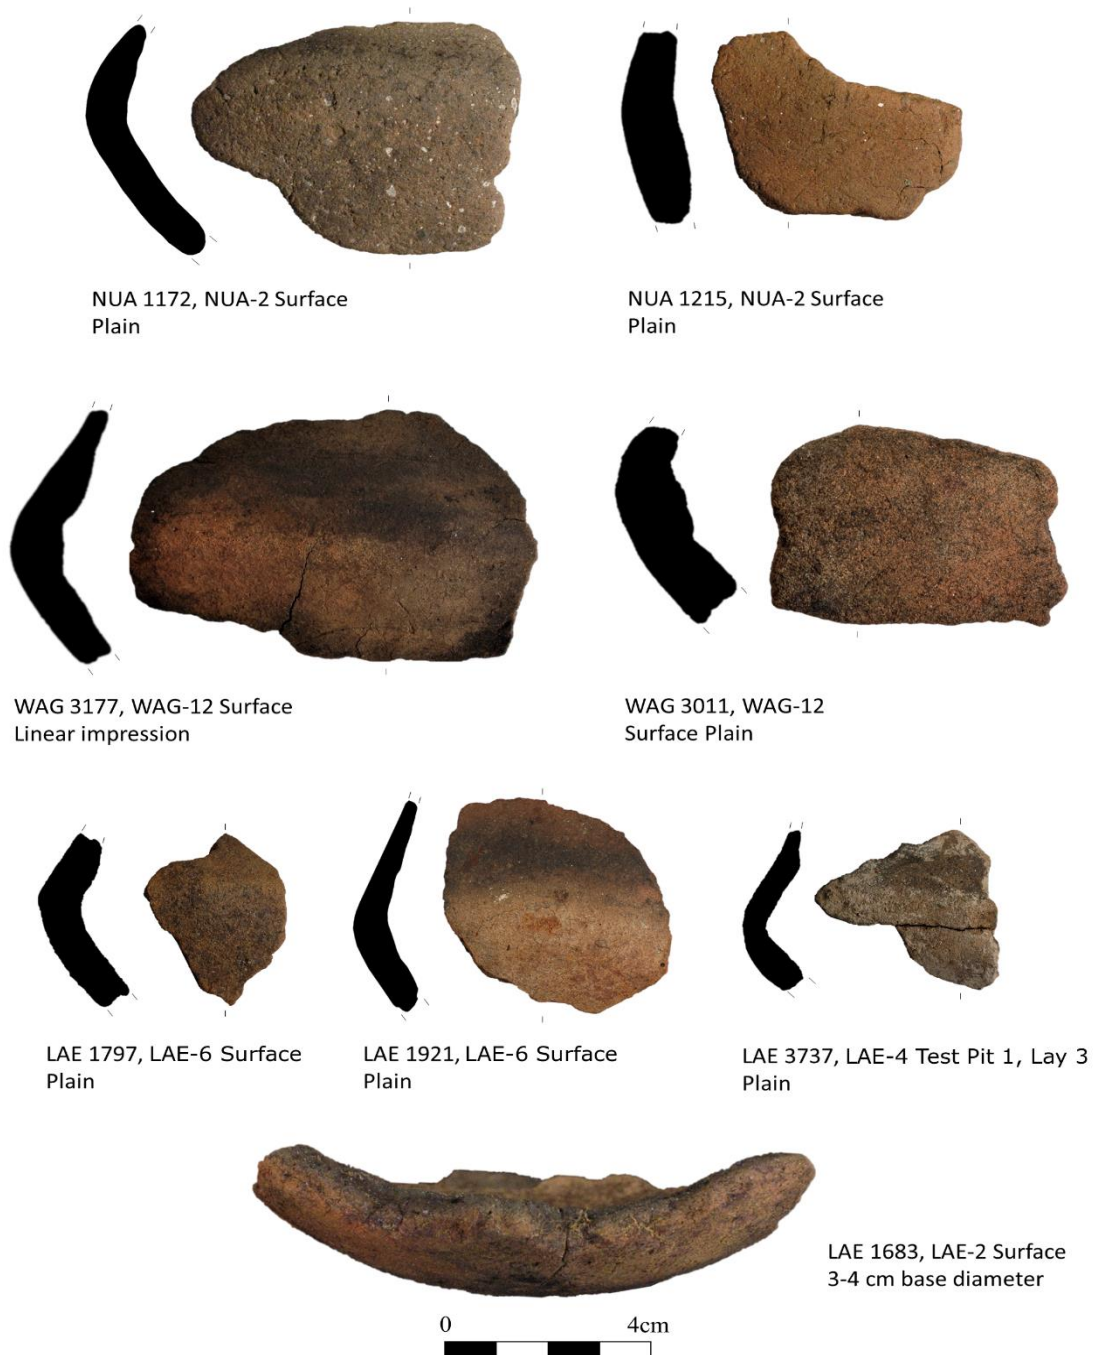 NUA 1172, NUA-2 Surface
Plain
NUA 1215, NUA-2 Surface
Plain
WAG 3177, WAG-12 Surface
Linear impression
WAG 3011, WAG-12
Surface Plain
LAE 1797, LAE-6 Surface
Plain
LAE 1921, LAE-6 Surface
Plain
LAE 3737, LAE-4 Test Pit 1, Lay 3
Plain
LAE 1683, LAE-2 Surface
3-4 cm base diameter
0 4cm